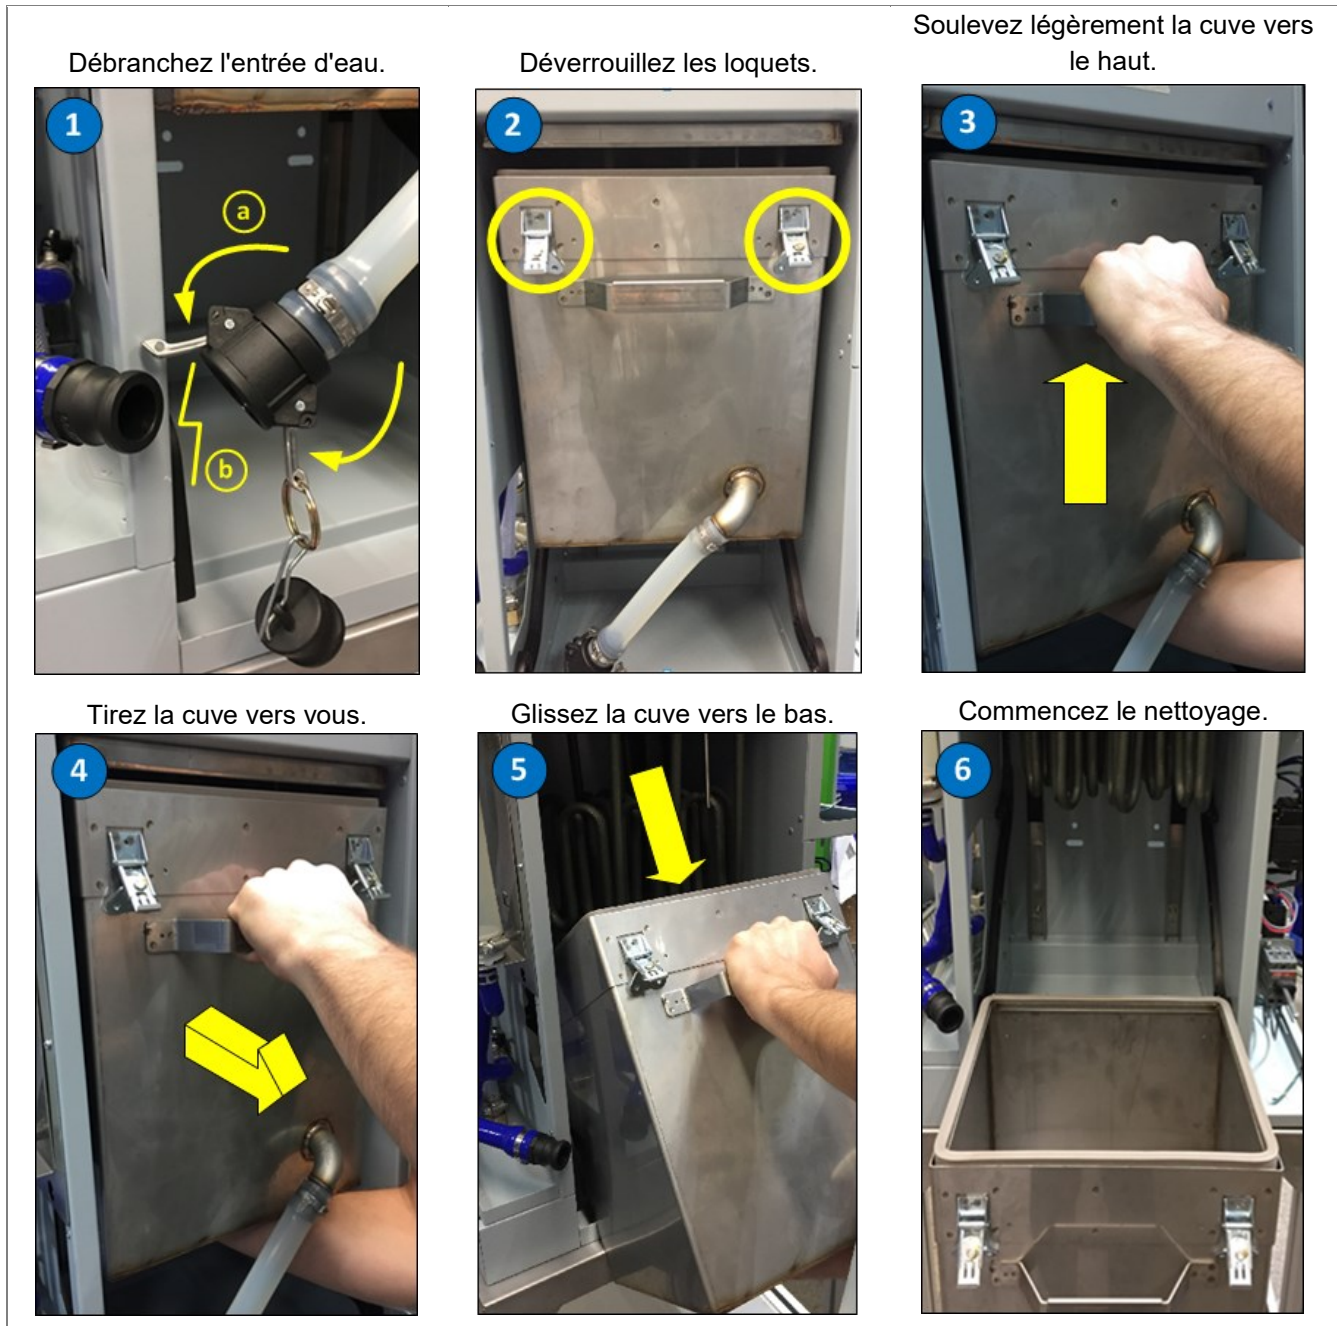 Débranchez l'entrée d'eau.
Déverrouillez les loquets.
Soulevez légèrement la cuve vers
le haut.
1
a
b
2
3
Tirez la cuve vers vous.
Glissez la cuve vers le bas.
Commencez le nettoyage.
4
5
6